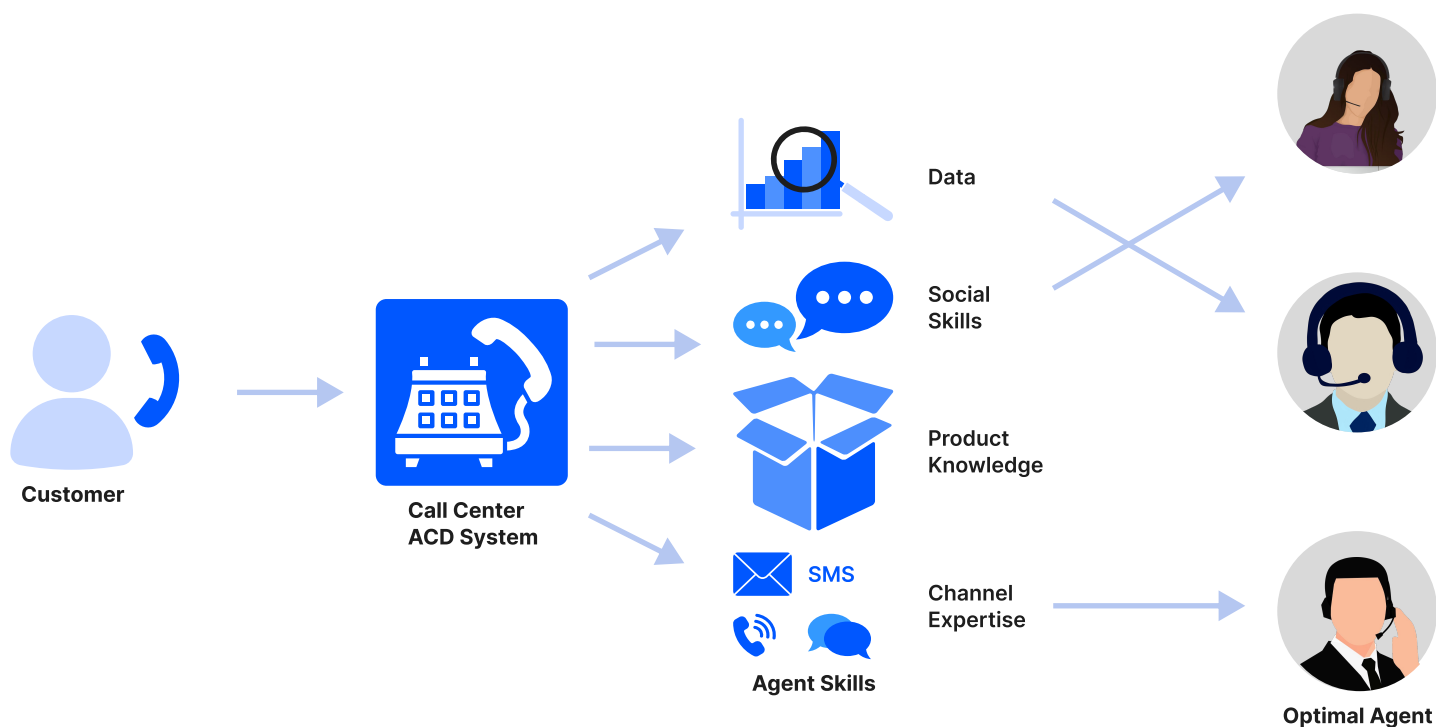 Customer
Call Center
ACD System
Data
Social
Skills
Product
Knowledge
SMS
Channel
Expertise
Agent Skills
Optimal Agent